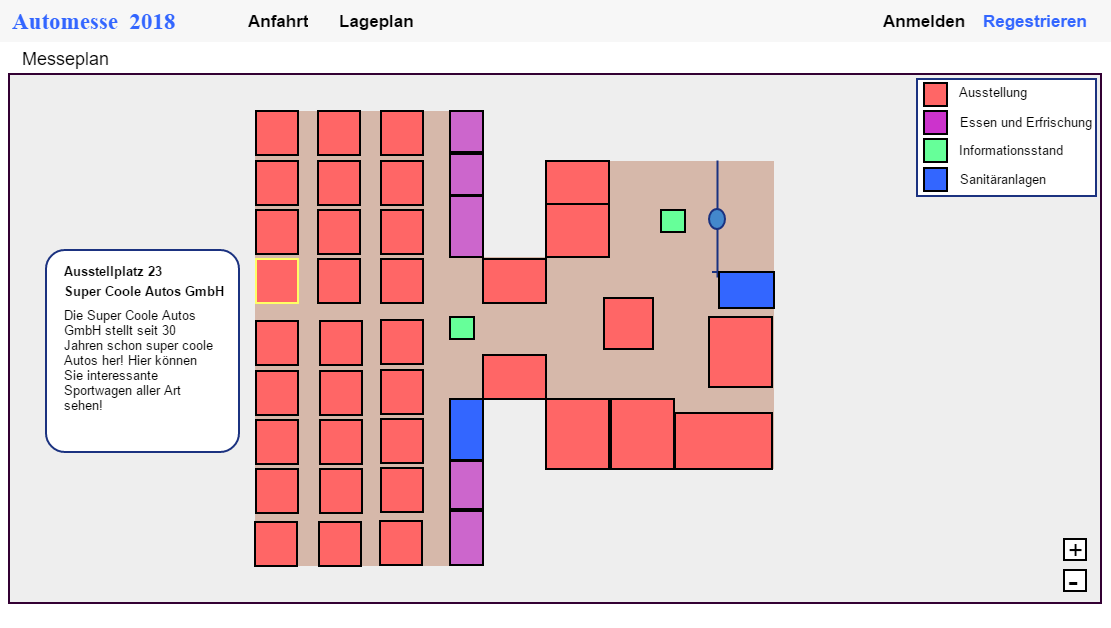 Automesse 2018 Anfahrt Lageplan Anmelden Regestrieren
Messeplan
Ausstellung
Essen und Erfrischung
Informationsstand
Sanitäranlagen
Ausstellplatz 23
Super Coole Autos GmbH
Die Super Coole Autos
GmbH stellt seit 30
Jahren schon super coole
Autos her! Hier können
Sie interessante
Sportwagen aller Art
sehen!
+
-